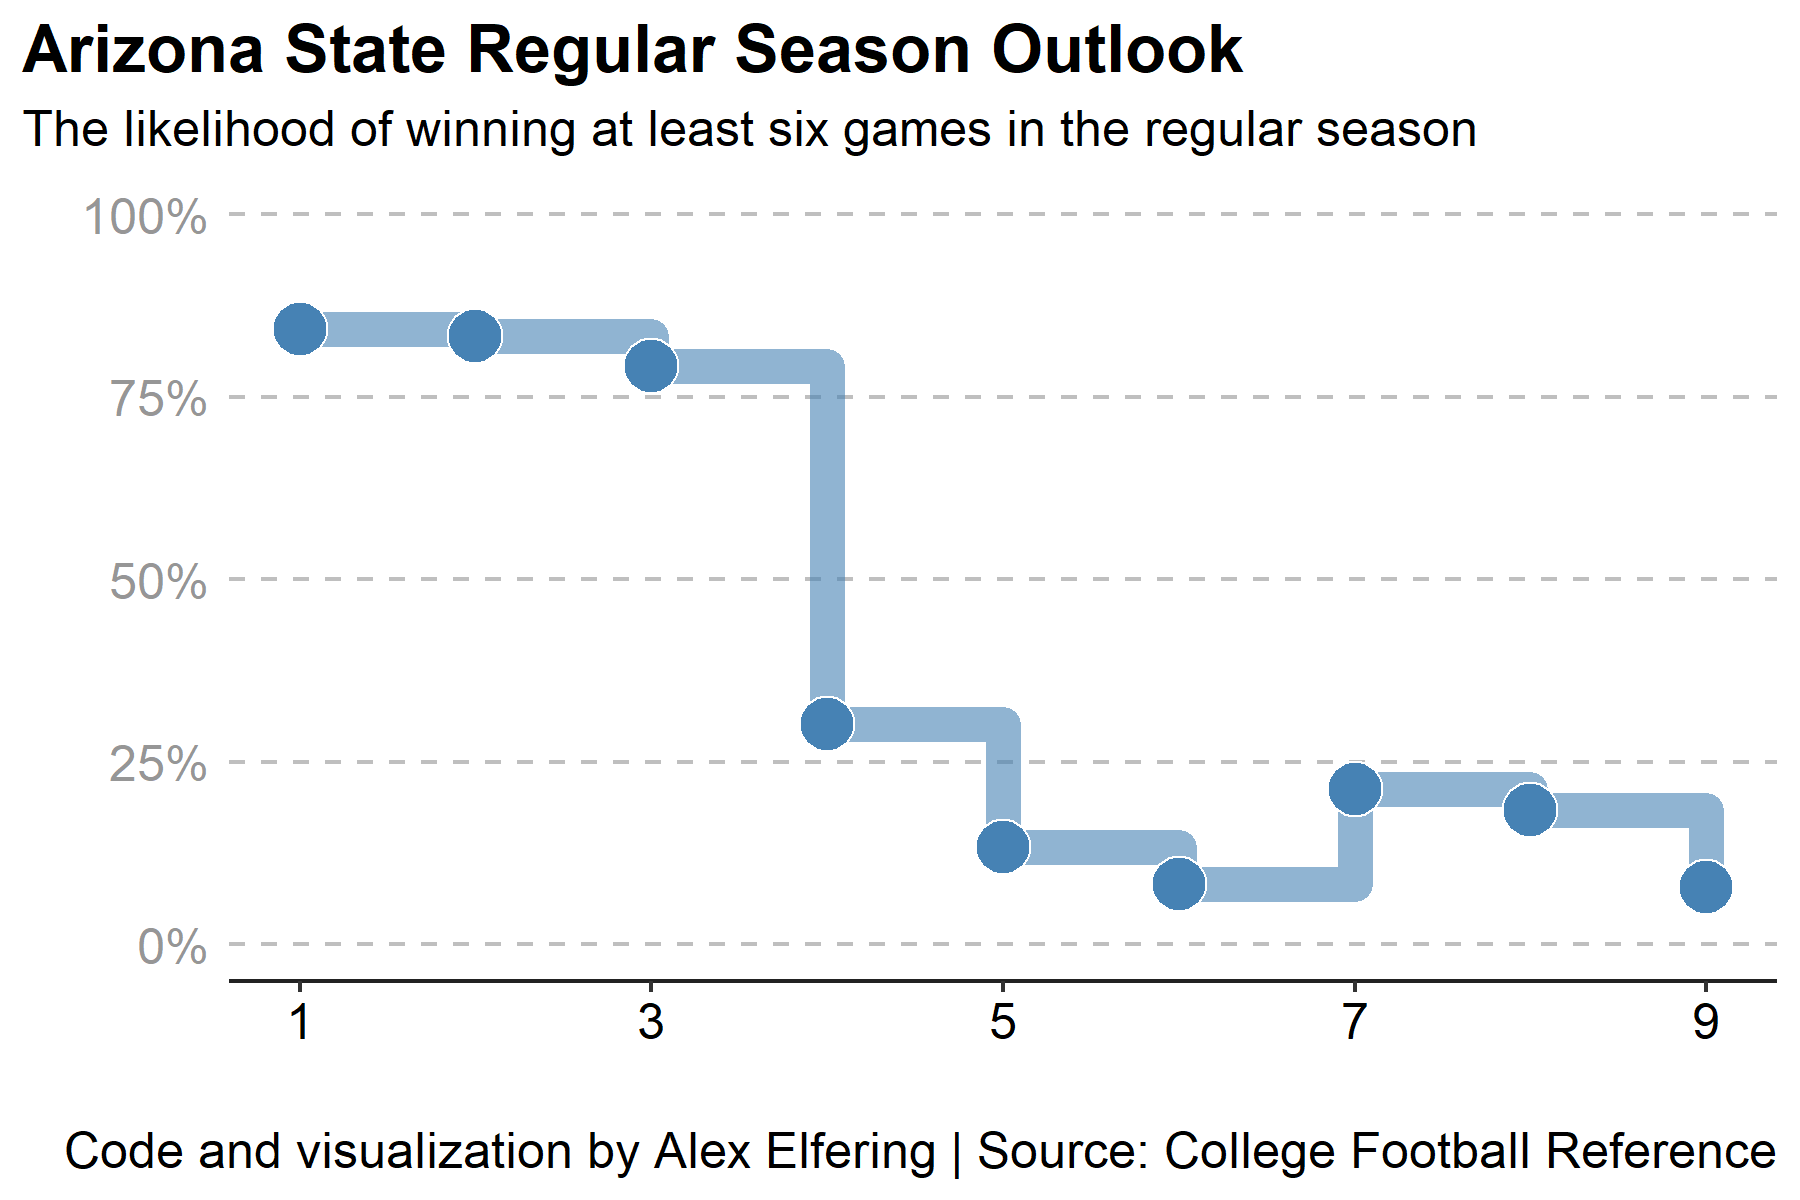 Arizona State Regular Season Outlook
The likelihood of winning at least six games in the regular season
100%
75%
50%
25%
0%
1 3 5 7 9
Code and visualization by Alex Elfering | Source: College Football Reference